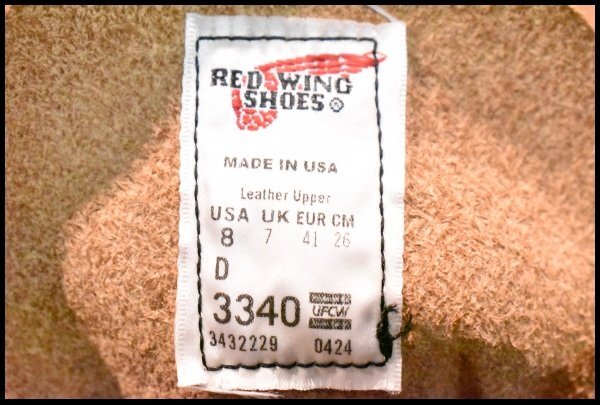 RED WING
SHOES ®
MADE IN USA
Leather Upper
USA UK EUR CM
8 7 41 26
D
3340 UFCW
3432229 0424